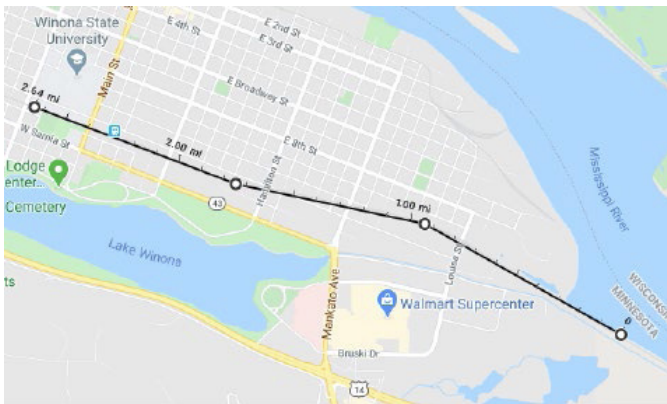 Winona State
University
E 4th St
E 2nd St
E 3rd St
Main St
E Broadway St
2.64 mi
W Sarnia St
2.00 mi
E 8th St
Hamilton St
Lodge
enter...
Cemetery
43
1.00 mi
Mississippi River
Lake Winona
Louisa St
ts
Mankato Ave
Walmart Supercenter
0
WISCONSIN
MINNESOTA
Bruski Dr
14